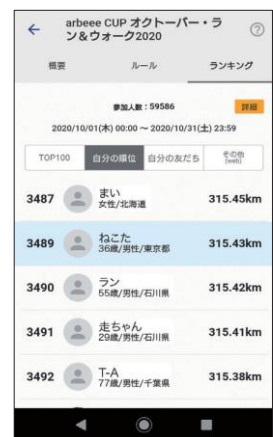 arbeee CUP オクトーバー・ラ
ン&ウォーク2020
概要 ルール ランキング
参加人数：59586 詳細
2020/10/01(木) 00:00 ～ 2020/10/31(土) 23:59
TOP100 自分の順位 自分の友だち その他
(web)
3487 まい 315.45km
女性/北海道
3489 ねこた 315.43km
36歳/男性/東京都
3490 ラン 315.42km
55歳/男性/石川県
3491 走ちゃん 315.41km
29歳/男性/石川県
3492 T-A 315.38km
77歳/男性/千葉県